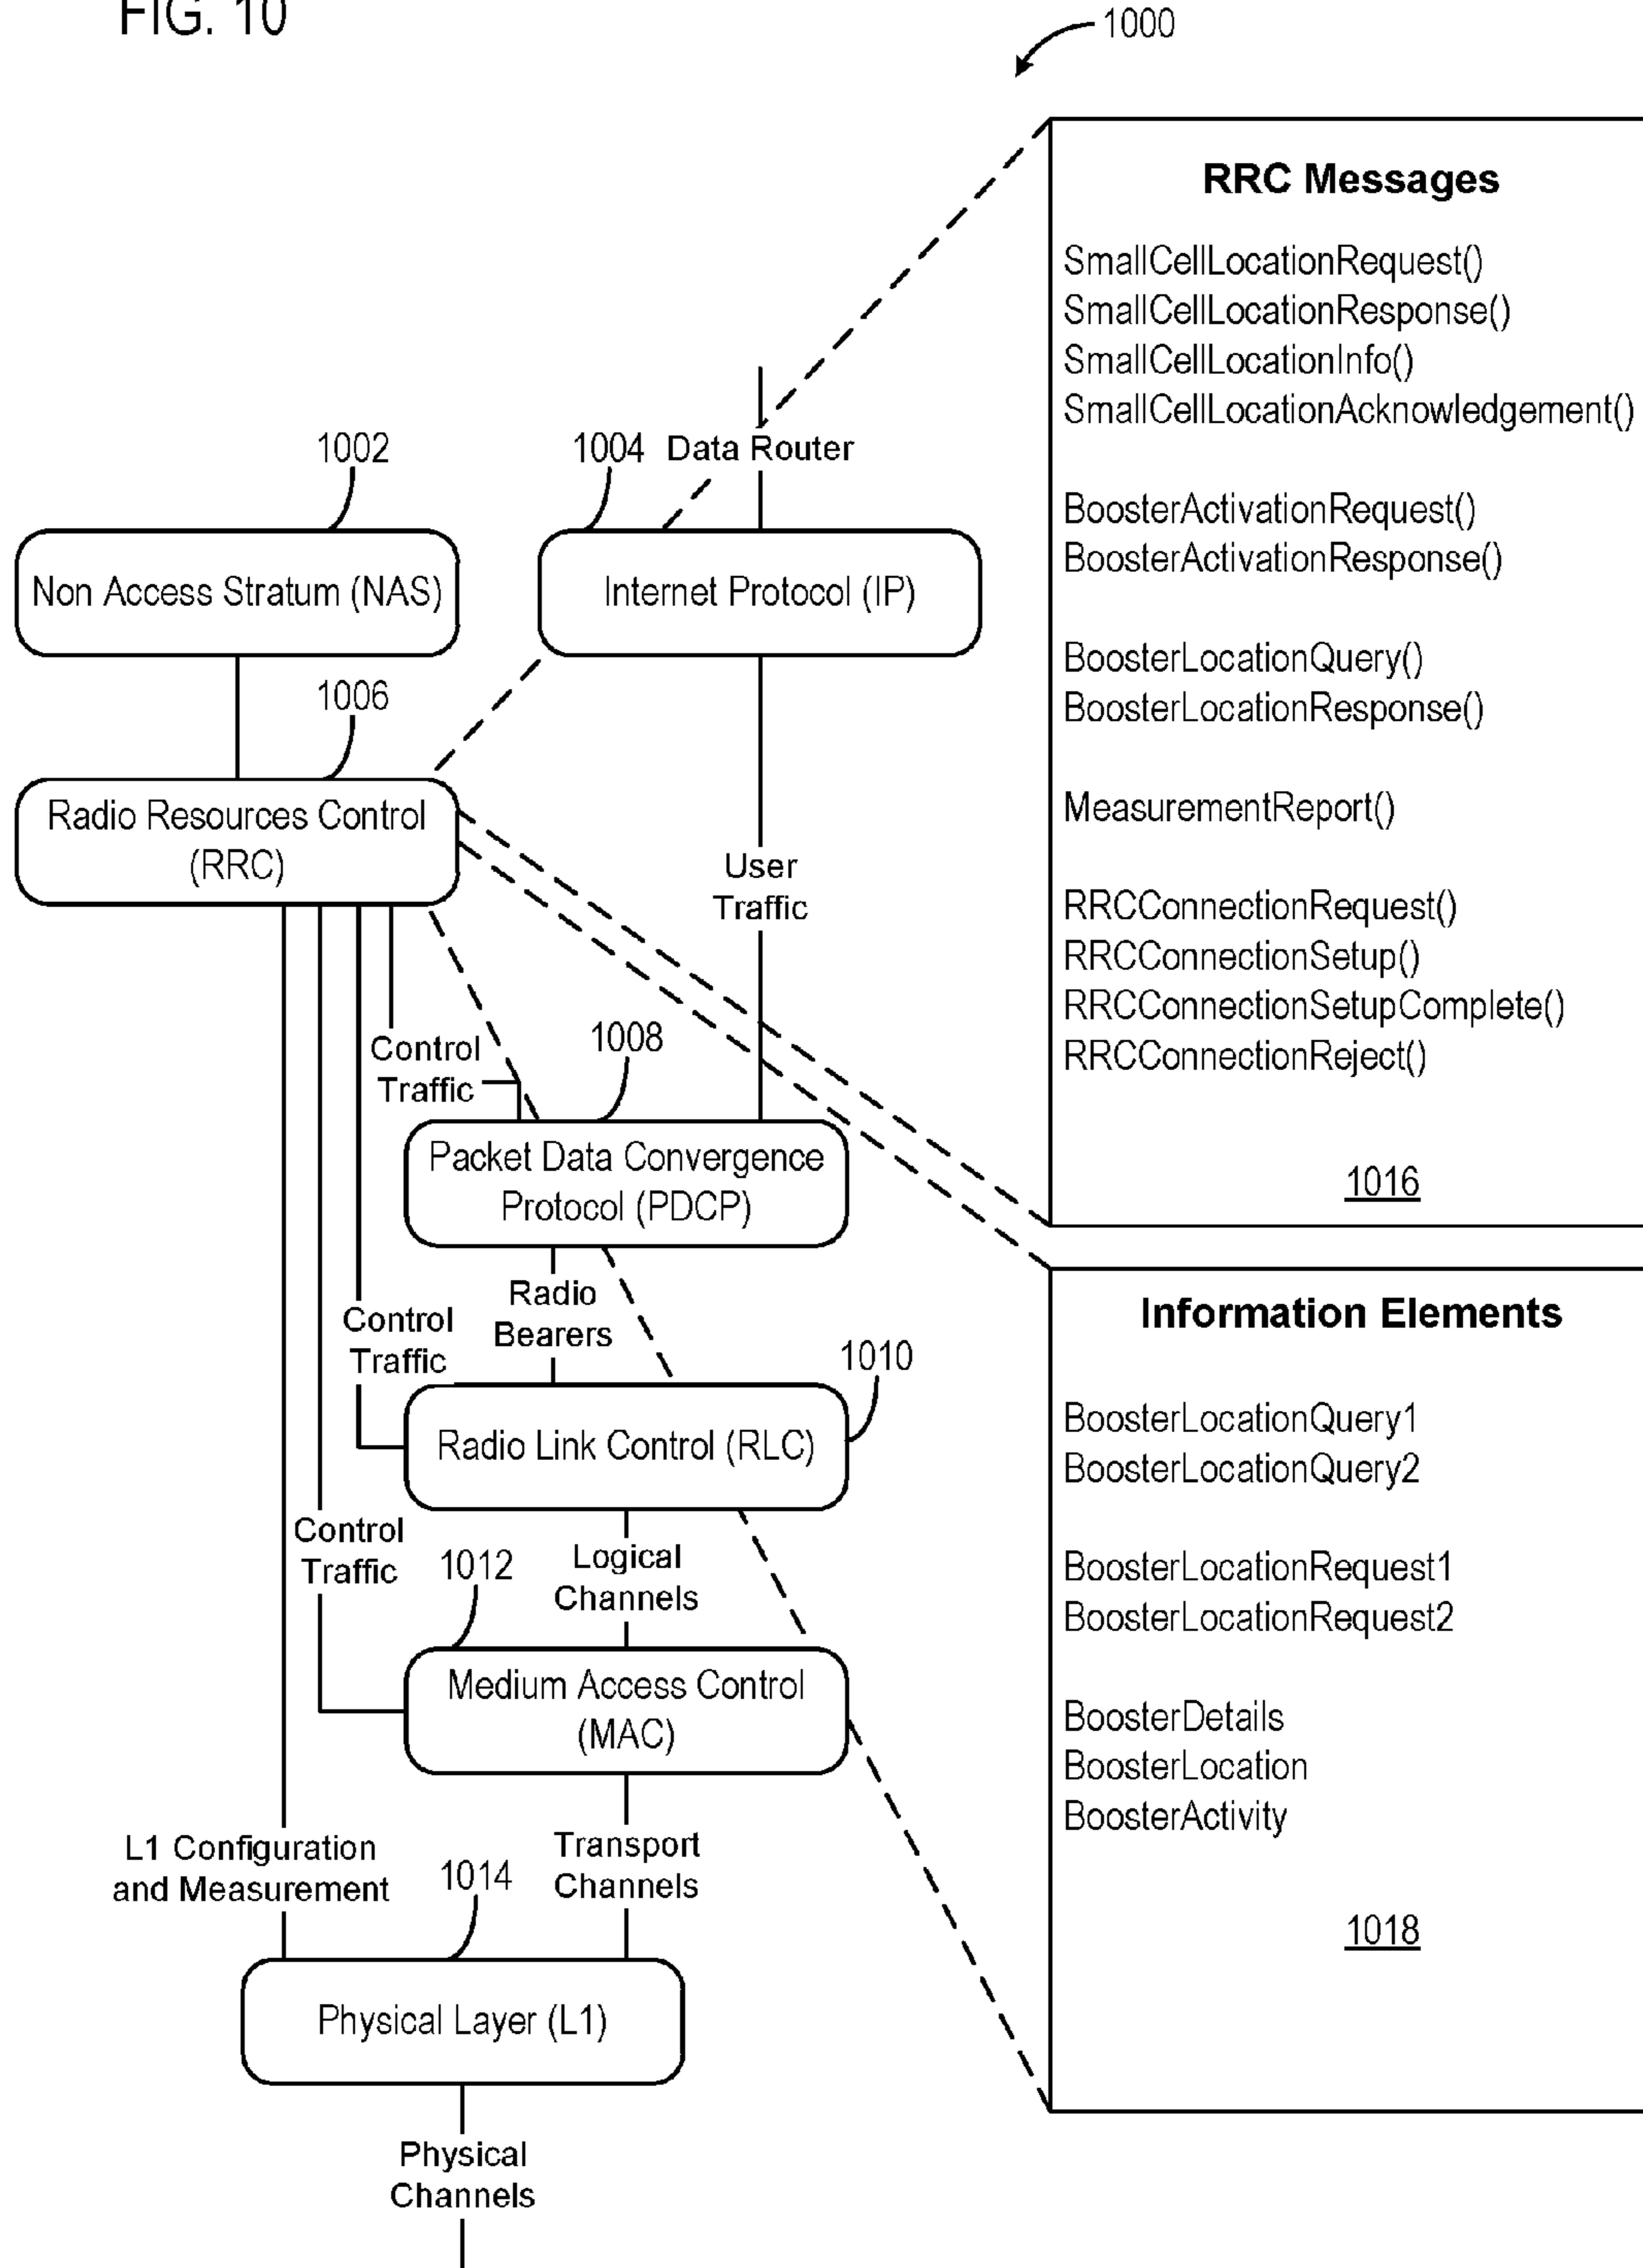 FIG. 10
1000
RRC Messages
SmallCellLocationRequest()
SmallCellLocationResponse()
SmallCellLocationInfo()
SmallCellLocationAcknowledgement()
BoosterActivationRequest()
BoosterActivationResponse()
BoosterLocationQuery()
BoosterLocationResponse()
MeasurementReport()
RRCConnectionRequest()
RRCConnectionSetup()
RRCConnectionSetupComplete()
RRCConnectionReject()
1016
1002
1004
Data Router
Non Access Stratum (NAS)
Internet Protocol (IP)
1006
Radio Resources Control
(RRC)
User
Traffic
Control
Traffic
1008
Packet Data Convergence
Protocol (PDCP)
Radio
Bearers
Control
Traffic
1010
Radio Link Control (RLC)
Control
Traffic
1012
Logical
Channels
Medium Access Control
(MAC)
L1 Configuration
and Measurement
1014
Transport
Channels
Physical Layer (L1)
Physical
Channels
Information Elements
BoosterLocationQuery1
BoosterLocationQuery2
BoosterLocationRequest1
BoosterLocationRequest2
BoosterDetails
BoosterLocation
BoosterActivity
1018